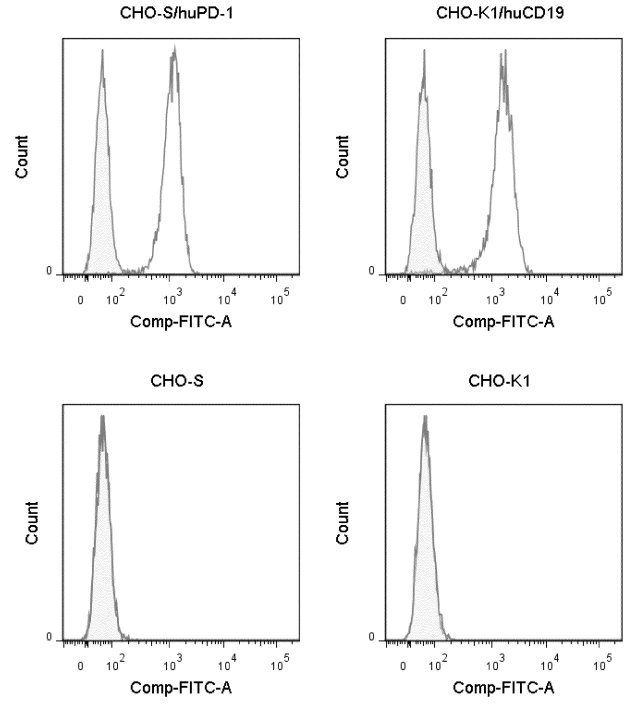 CHO-S/huPD-1
CHO-K1/huCD19
Count
0
0 10^2 10^3 10^4 10^5
Comp-FITC-A
Count
0
0 10^2 10^3 10^4 10^5
Comp-FITC-A
CHO-S
CHO-K1
Count
0
0 10^2 10^3 10^4 10^5
Comp-FITC-A
Count
0
0 10^2 10^3 10^4 10^5
Comp-FITC-A